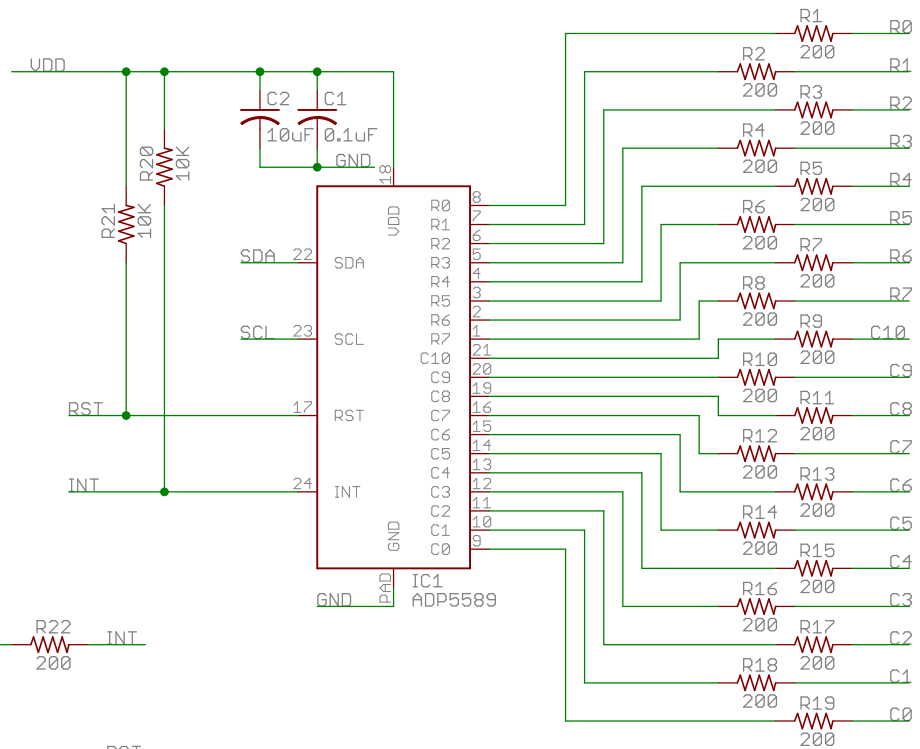 R1
R0
200
VDD
R2
R1
200
C2
C1
R3
R2
10uF
0.1uF
200
R20
10K
GND
R4
R3
200
18
R5
R4
200
R21
10K
VDD
R0
8
R1
7
R6
R5
200
R2
6
SDA
22
SDA
R3
5
R7
R6
200
R4
4
R5
3
R8
R7
200
R6
2
SCL
23
SCL
R7
1
R9
C10
200
C10
21
C9
20
R10
C9
200
C8
19
RST
17
RST
C7
16
R11
C8
200
C6
15
C5
14
R12
C7
200
C4
13
INT
24
INT
C3
12
R13
C6
200
C2
11
GND
C1
10
R14
C5
200
C0
9
R15
C4
200
PAD
IC1
ADP5589
GND
R16
C3
200
R22
INT
200
R17
C2
200
R18
C1
200
R19
C0
200